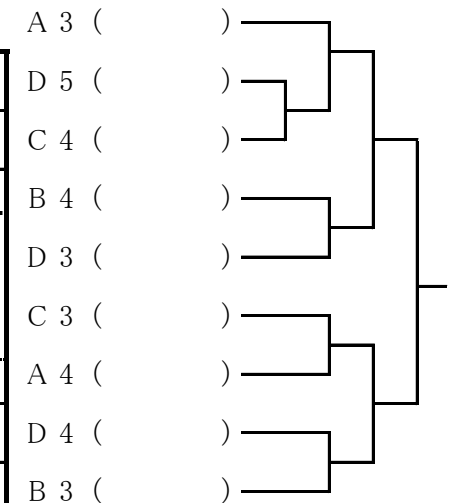 A 3 (　　　)
D 5 (　　　)
C 4 (　　　)
B 4 (　　　)
D 3 (　　　)
C 3 (　　　)
A 4 (　　　)
D 4 (　　　)
B 3 (　　　)